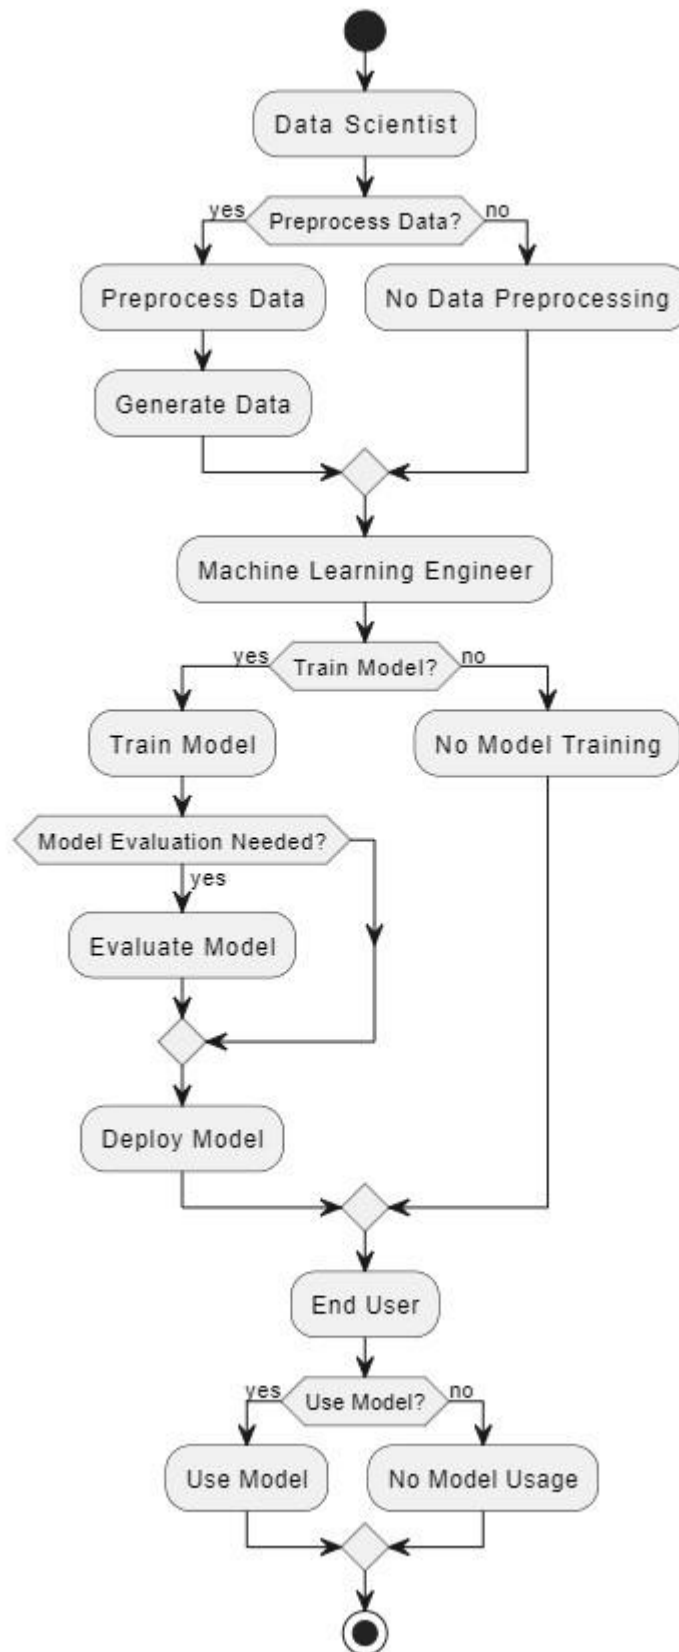 Data Scientist
yes
Preprocess Data?
no
Preprocess Data
No Data Preprocessing
Generate Data
Machine Learning Engineer
yes
Train Model?
no
Train Model
No Model Training
Model Evaluation Needed?
yes
Evaluate Model
Deploy Model
End User
yes
Use Model?
no
Use Model
No Model Usage